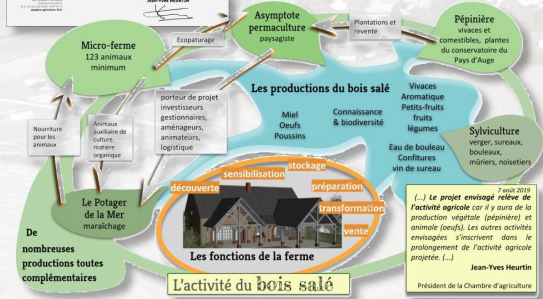 Jean-Yves HEURTIN
Asymptote
permaculture
paysagiste
Plantations et
revente
Pépinière
vivaces et
comestibles, plantes
du conservatoire du
Pays d'Auge
Ecopaturage
Micro-ferme
123 animaux
minimum
Les productions du bois salé
Miel
Oeufs
Poussins
Connaissance
& biodiversité
Vivaces
Aromatique
Petits-fruits
fruits
légumes
Eau de bouleau
Confitures
vin de sureau
porteur de projet
investisseurs
gestionnaires,
aménageurs,
animateurs,
logistique
Nourriture
pour les
animaux
Animaux
auxiliaire de
culture,
matière
organique
Sylviculture
verger, sureaux,
bouleaux,
mûriers, noisetiers
découverte
sensibilisation
stockage
préparation
transformation
vente
Les fonctions de la ferme
Le Potager
de la Mer
maraîchage
De
nombreuses
productions toutes
complémentaires
L'activité du bois salé
7 août 2019
(...) Le projet envisagé relève de
l'activité agricole car il y aura de la
production végétale (pépinière) et
animale (oeufs). Les autres activités
envisagées s'inscrivent dans le
prolongement de l'activité agricole
projetée. (...)
Jean-Yves Heurtin
Président de la Chambre d'agriculture